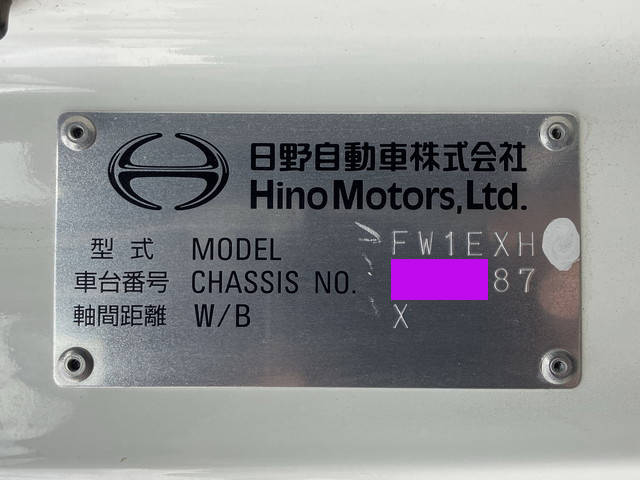 日野自動車株式会社
Hino Motors, Ltd.
型式 MODEL FW1EXH
車台番号 CHASSIS NO. 87
軸間距離 W/B X